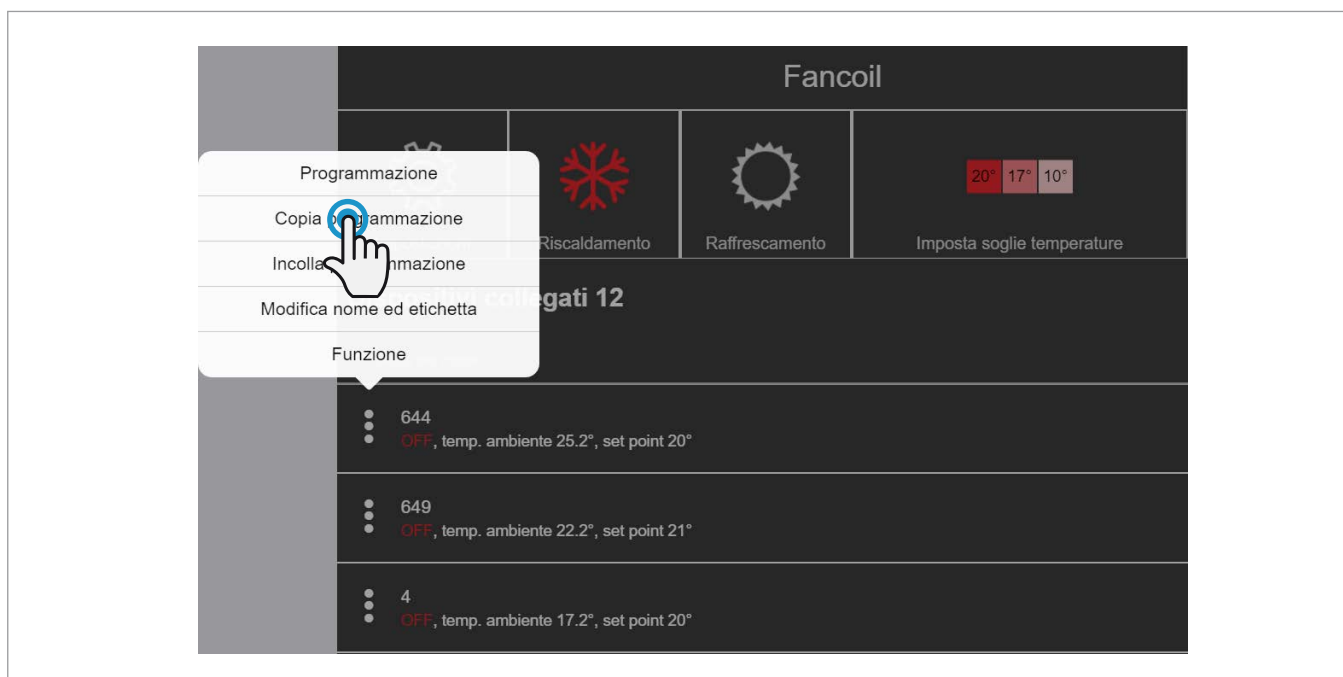 Fancoil
Programmazione
Copia programmazione
Incolla mmazione
Modifica nome ed etichetta
Funzione
Riscaldamento
Raffrescamento
20° 17° 10°
Imposta soglie temperature
collegati 12
644
OFF, temp. ambiente 25.2°, set point 20°
649
OFF, temp. ambiente 22.2°, set point 21°
4
OFF, temp. ambiente 17.2°, set point 20°